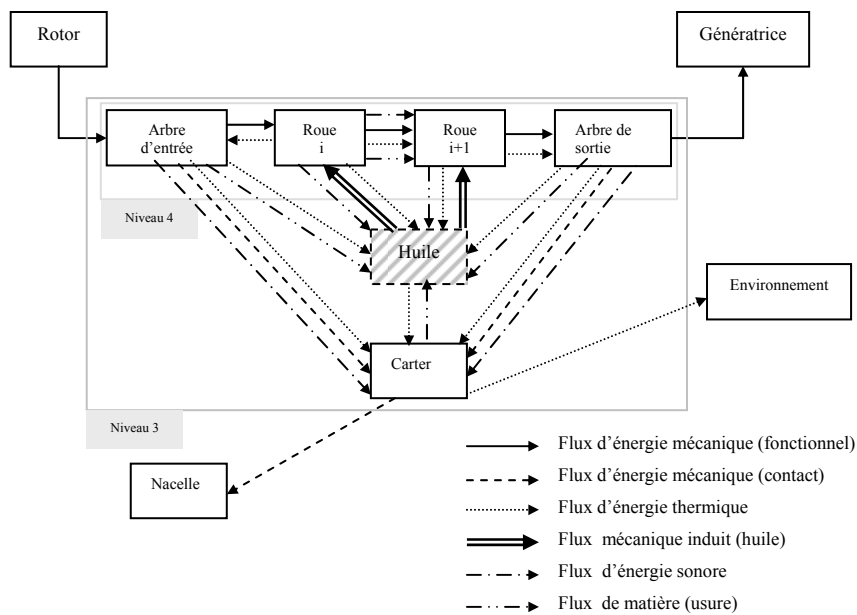 Rotor
Génératrice
Arbre
d'entrée
Roue
i
Roue
i+1
Arbre de
sortie
Niveau 4
Huile
Environnement
Carter
Niveau 3
Nacelle
Flux d'énergie mécanique (fonctionnel)
Flux d'énergie mécanique (contact)
Flux d'énergie thermique
Flux mécanique induit (huile)
Flux d'énergie sonore
Flux de matière (usure)